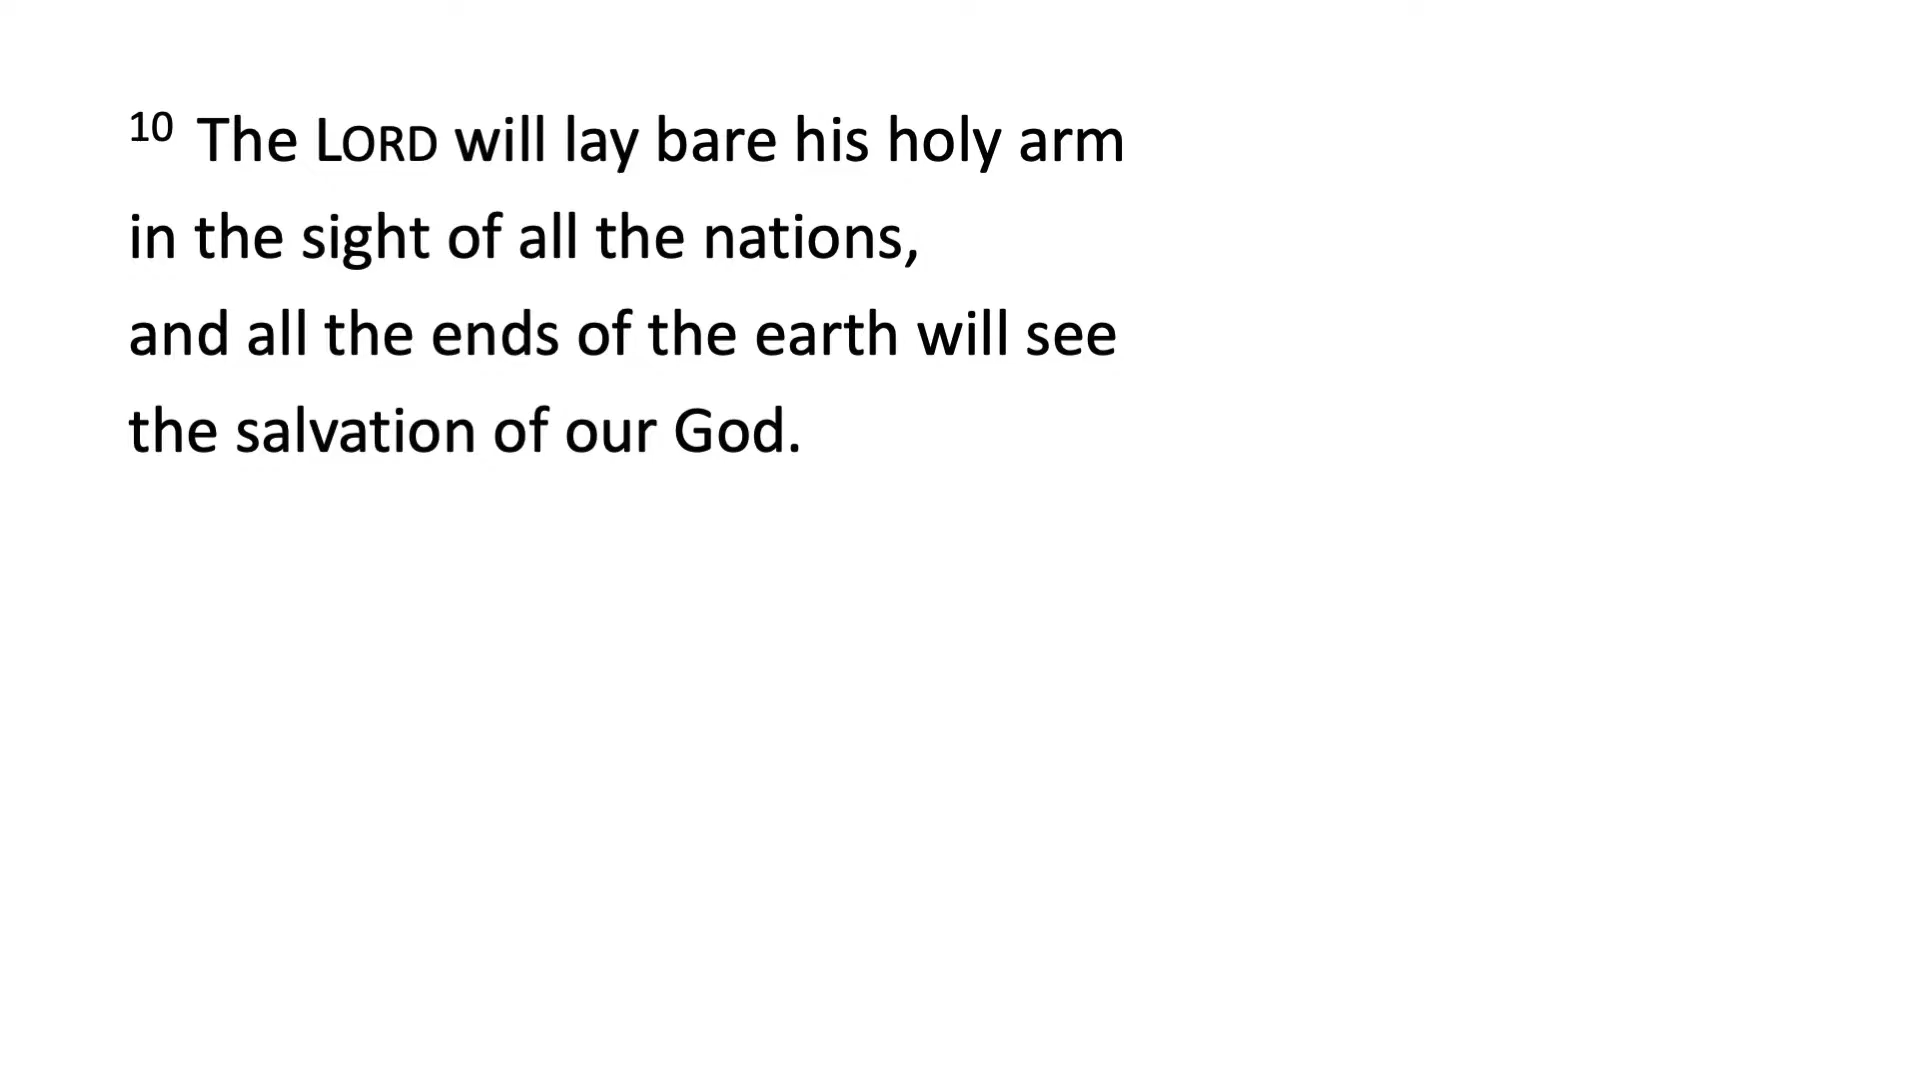 10 The LORD will lay bare his holy arm
in the sight of all the nations,
and all the ends of the earth will see
the salvation of our God.